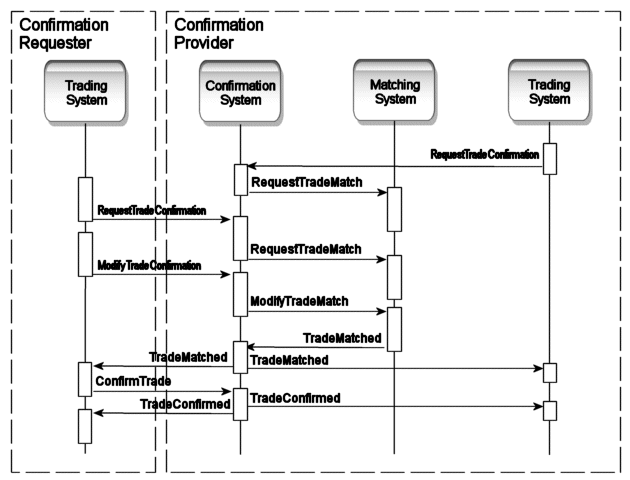 Confirmation
Requester
Confirmation
Provider
Trading
System
Confirmation
System
Matching
System
Trading
System
RequestTradeConfirmation
RequestTradeMatch
RequestTradeConfirmation
RequestTradeMatch
ModifyTradeConfirmation
ModifyTradeMatch
TradeMatched
TradeMatched
TradeMatched
ConfirmTrade
TradeConfirmed
TradeConfirmed